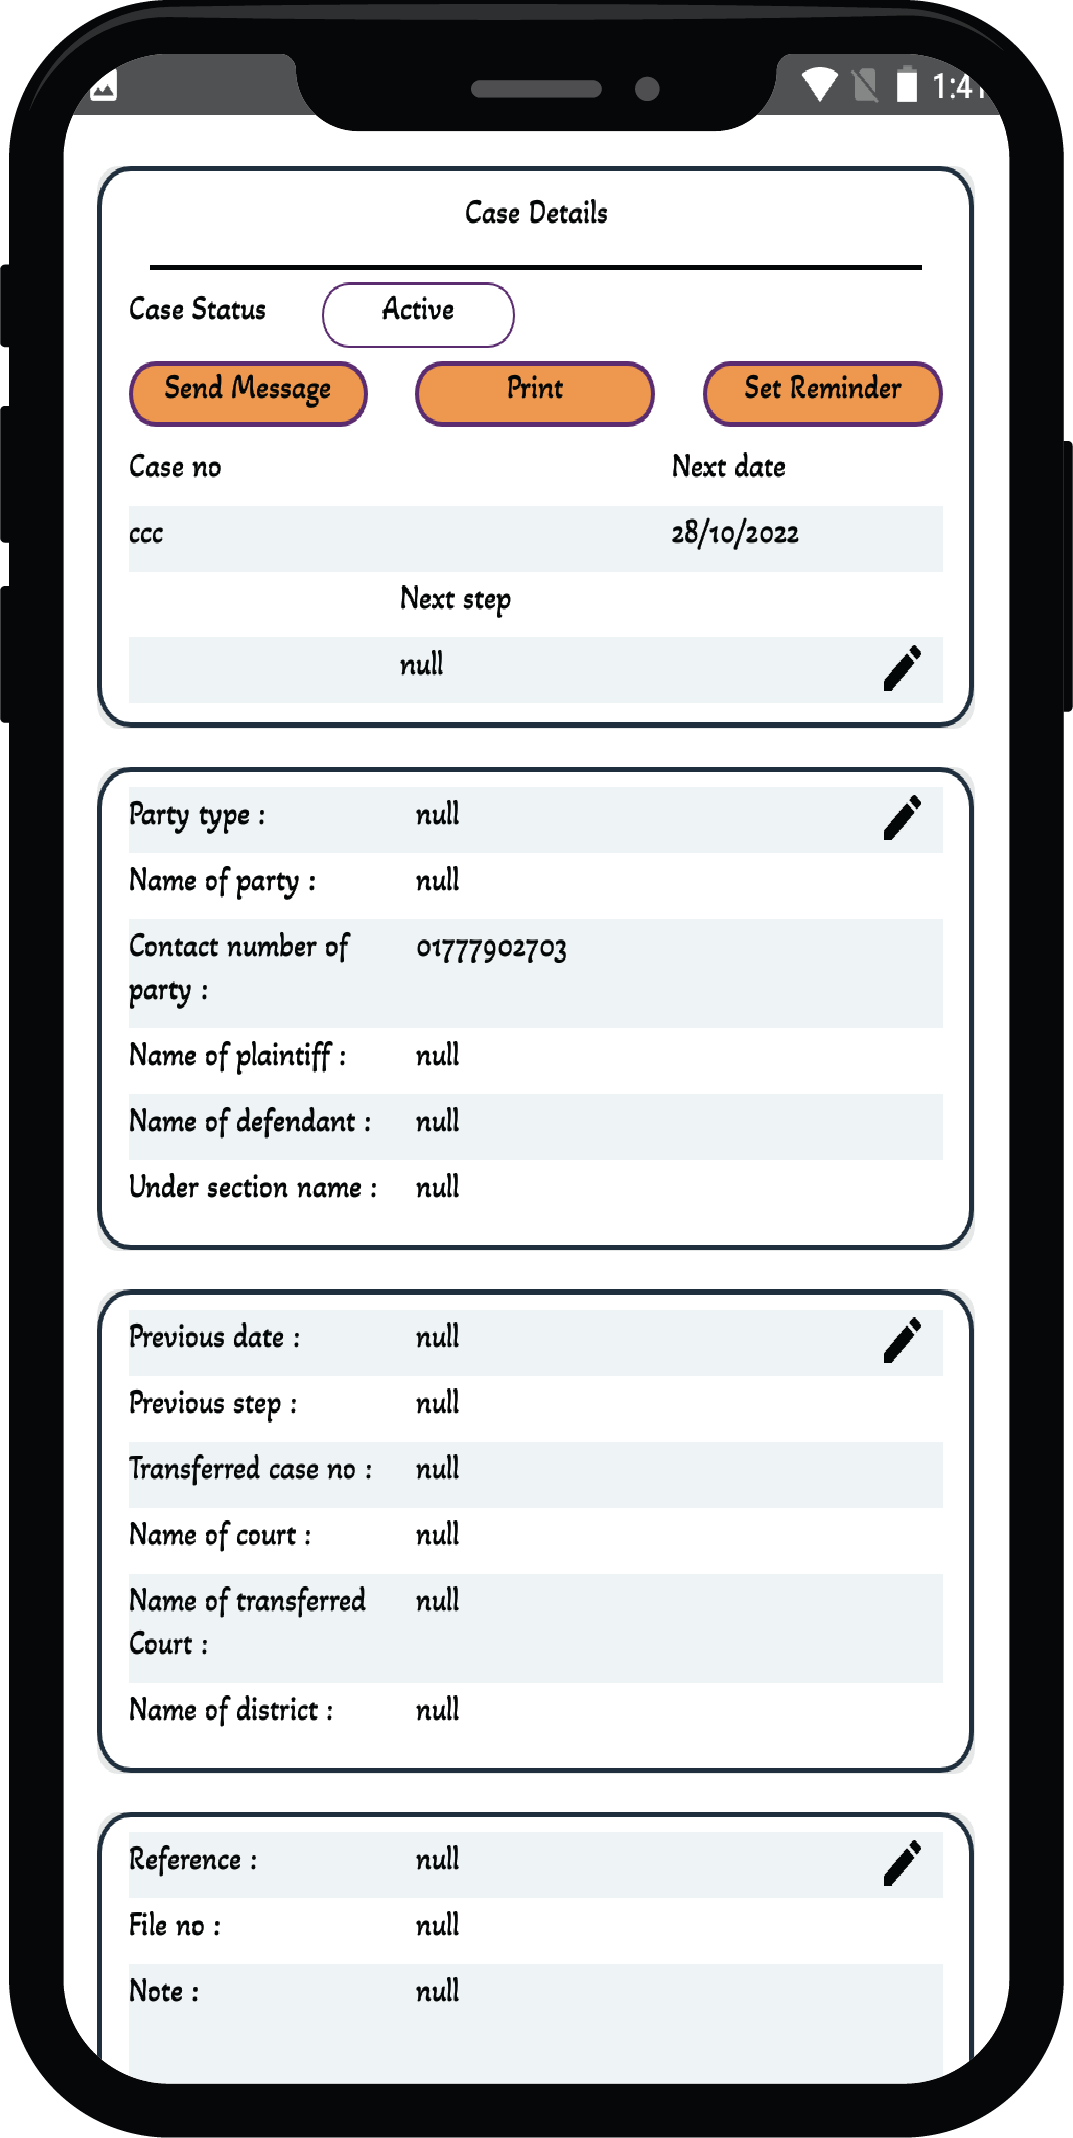 Case Details
Case Status Active
Send Message Print Set Reminder
Case no Next date
ccc 28/10/2022
Next step
null
Party type : null
Name of party : null
Contact number of 01777902703
party :
Name of plaintiff : null
Name of defendant : null
Under section name : null
Previous date : null
Previous step : null
Transferred case no : null
Name of court : null
Name of transferred null
Court :
Name of district : null
Reference : null
File no : null
Note : null